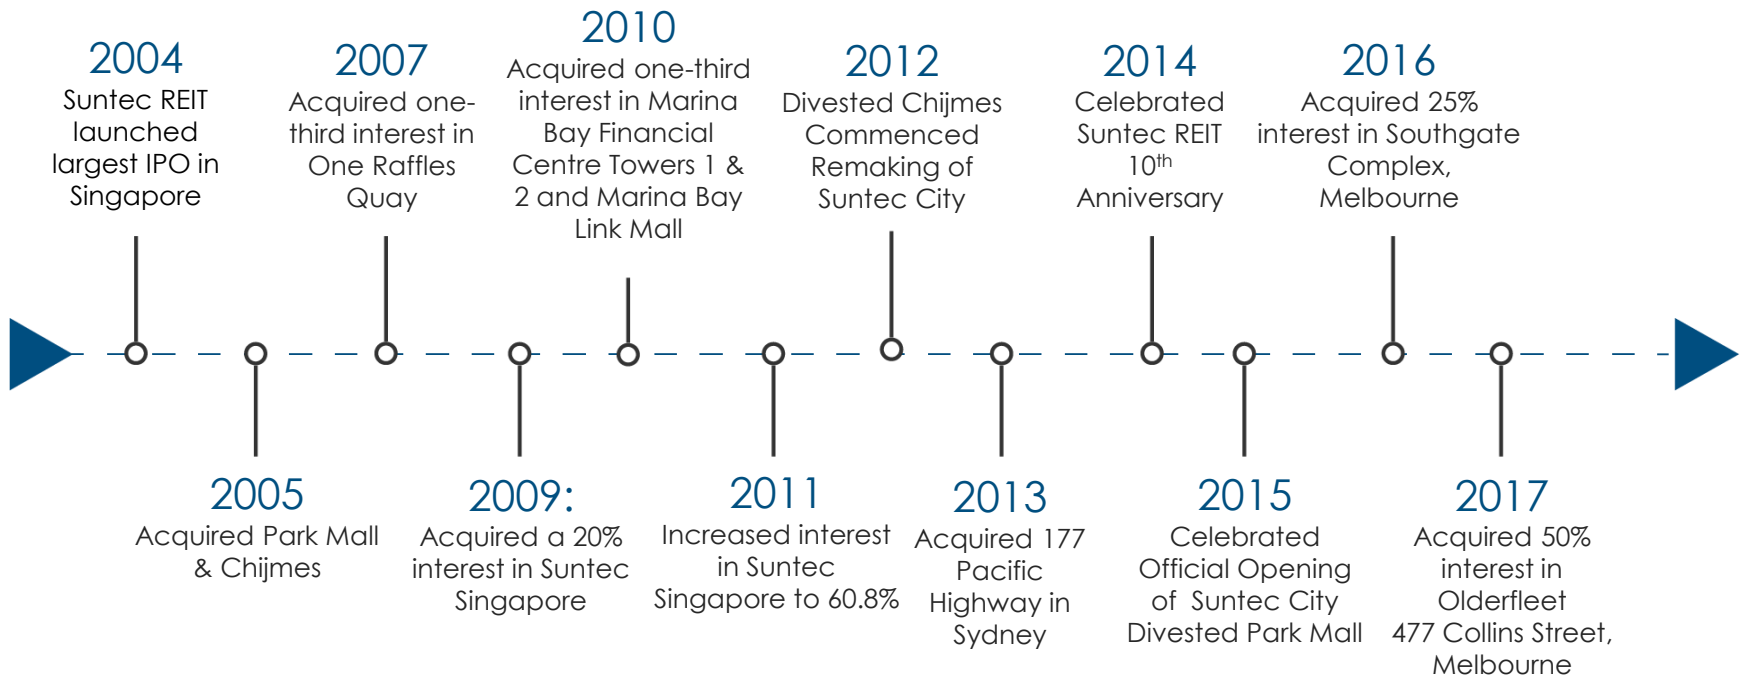 2004
Suntec REIT
launched
largest IPO in
Singapore
2005
Acquired Park Mall
& Chijmes
2007
Acquired one-
third interest in
One Raffles
Quay
2009:
Acquired a 20%
interest in Suntec
Singapore
2010
Acquired one-third
interest in Marina
Bay Financial
Centre Towers 1 &
2 and Marina Bay
Link Mall
2011
Increased interest
in Suntec
Singapore to 60.8%
2012
Divested Chijmes
Commenced
Remaking of
Suntec City
2013
Acquired 177
Pacific
Highway in
Sydney
2014
Celebrated
Suntec REIT
10th
Anniversary
2015
Celebrated
Official Opening
of Suntec City
Divested Park Mall
2016
Acquired 25%
interest in Southgate
Complex,
Melbourne
2017
Acquired 50%
interest in
Olderfleet
477 Collins Street,
Melbourne